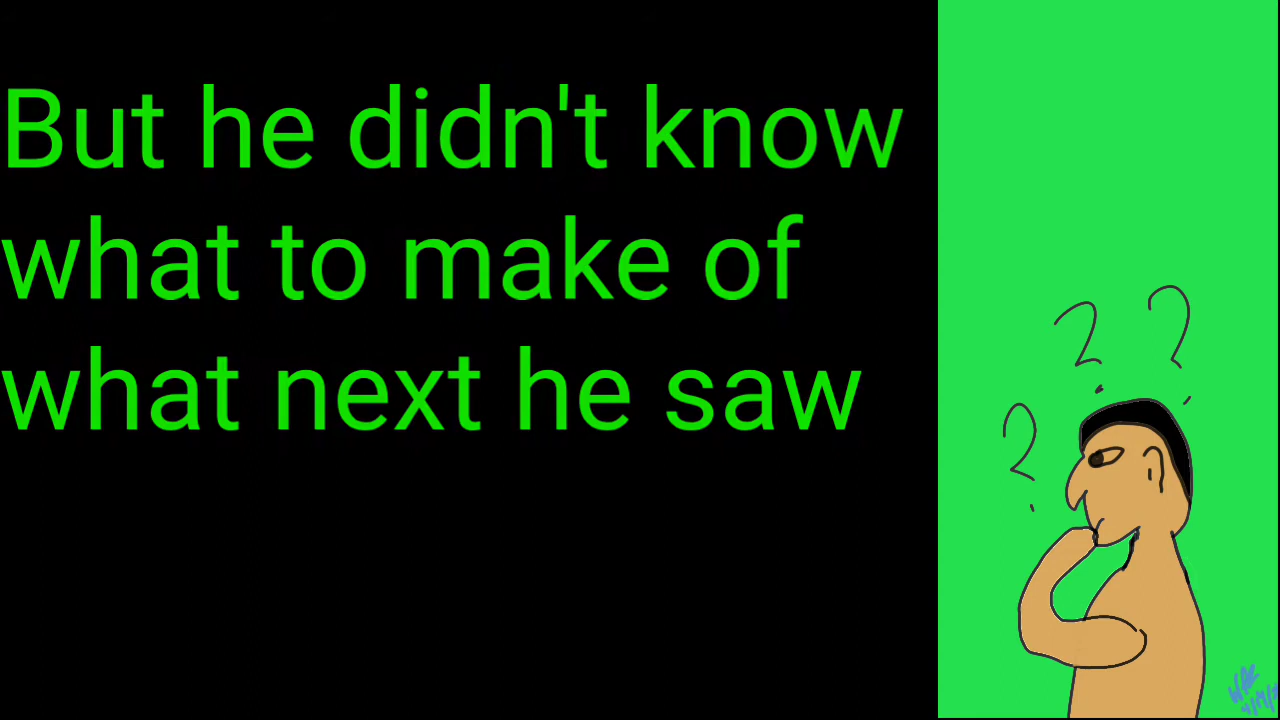 But he didn't know
what to make of
what next he saw
? ?
?